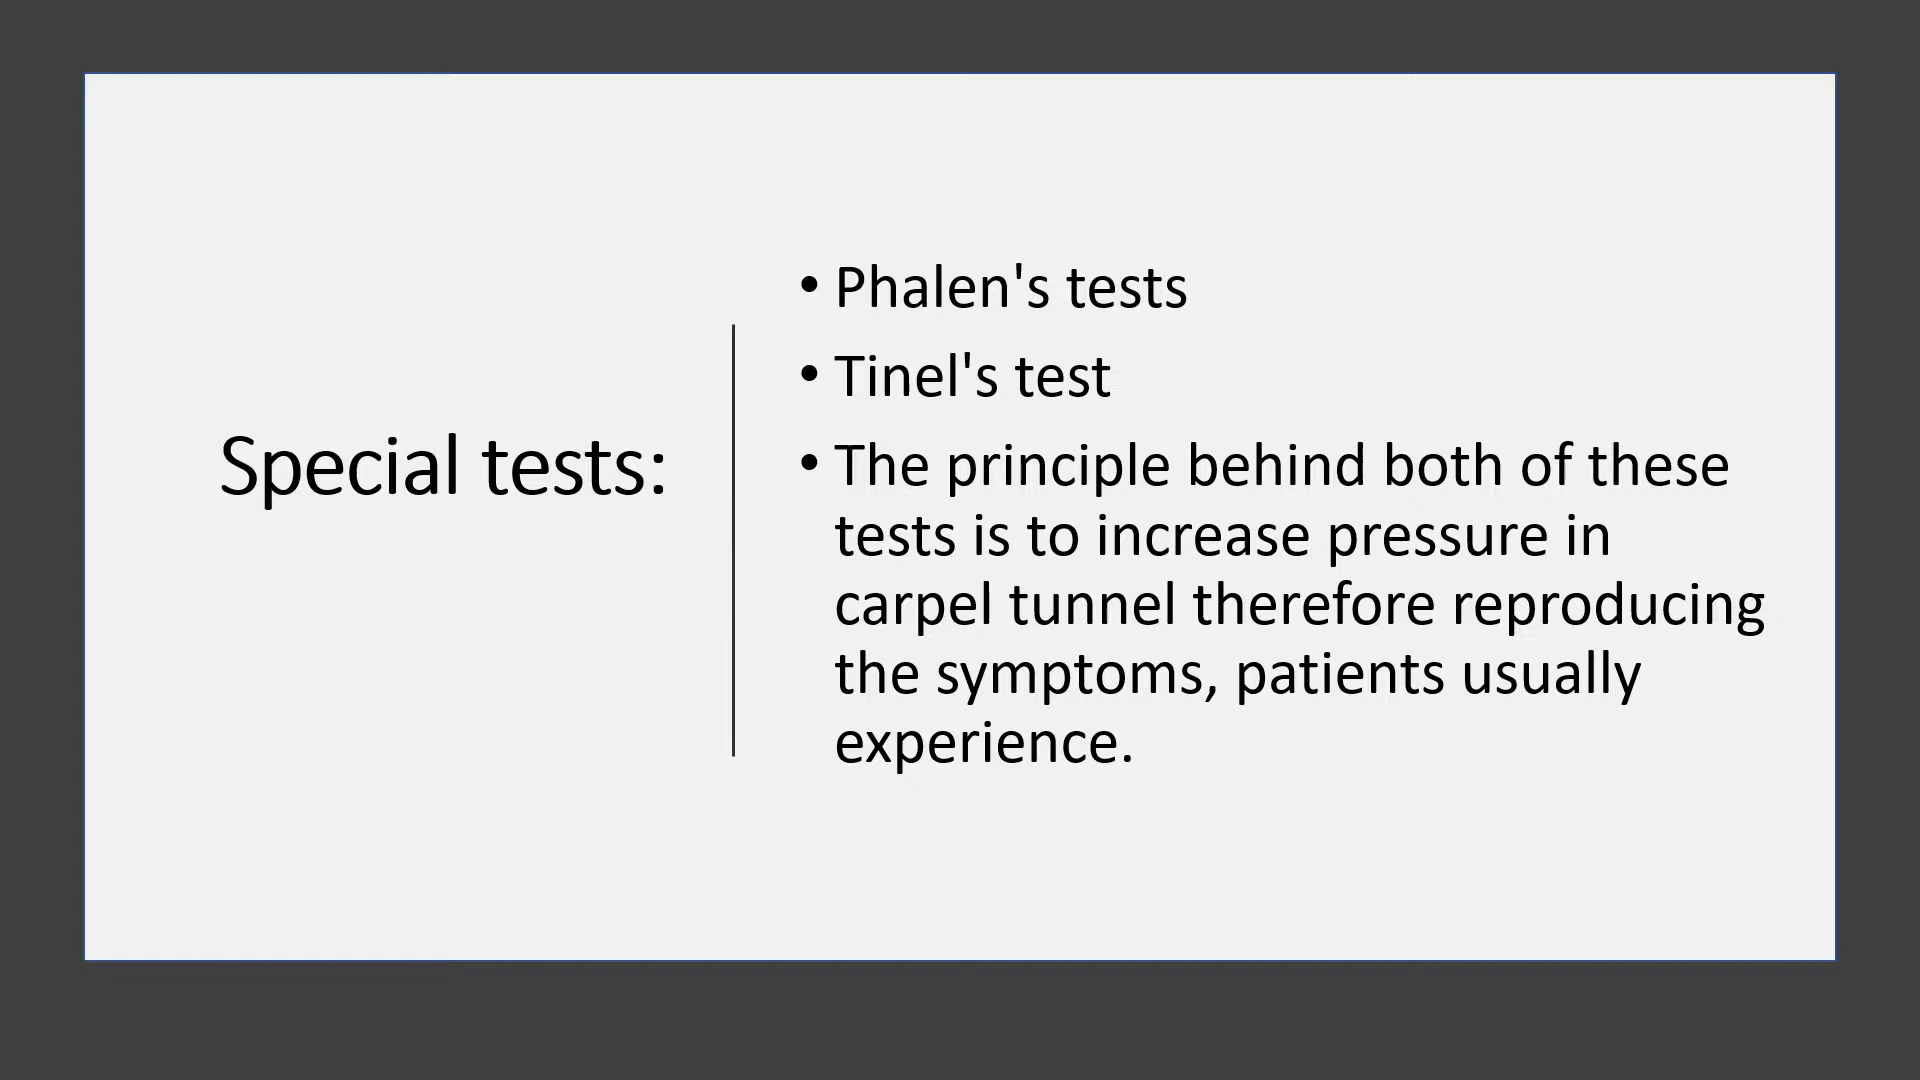 Special tests:
• Phalen's tests
• Tinel's test
• The principle behind both of these
tests is to increase pressure in
carpel tunnel therefore reproducing
the symptoms, patients usually
experience.